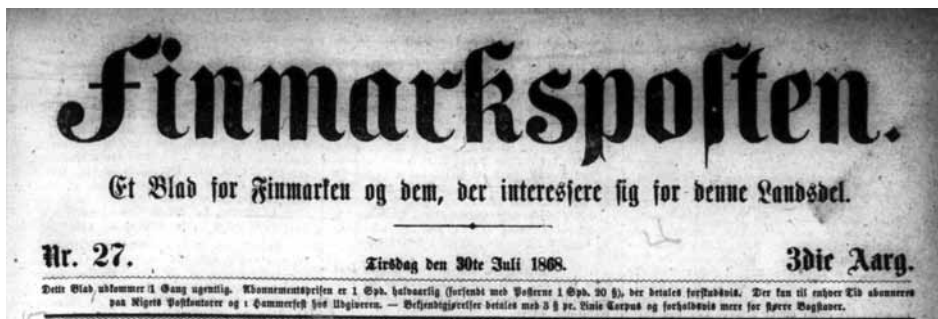 Finmarksposten.
Et Blad for Finmarken og dem, der interessere sig for denne Landsdel.
Nr. 27. Tirsdag den 30te Juli 1868. 3die Aarg.
Dette Blad udkommer 1 Gang ugentlig. Abonnementsprisen er 1 Spd. halvaarlig (forsendt med Posterne 1 Spd. 20 ß), der betales forskudsvis. Der kan til enhver Tid abonneres
paa Rigets Postkontorer og i Hammerfest hos Udgiveren. — Bekjendtgjørelser betales med 3 ß pr. Linie Corpus og forholdsvis mere for større Bogstaver.